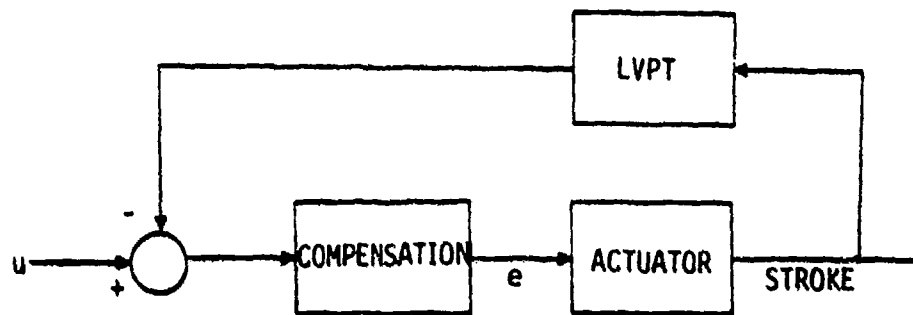 LVPT
-
u
+
COMPENSATION
e
ACTUATOR
STROKE